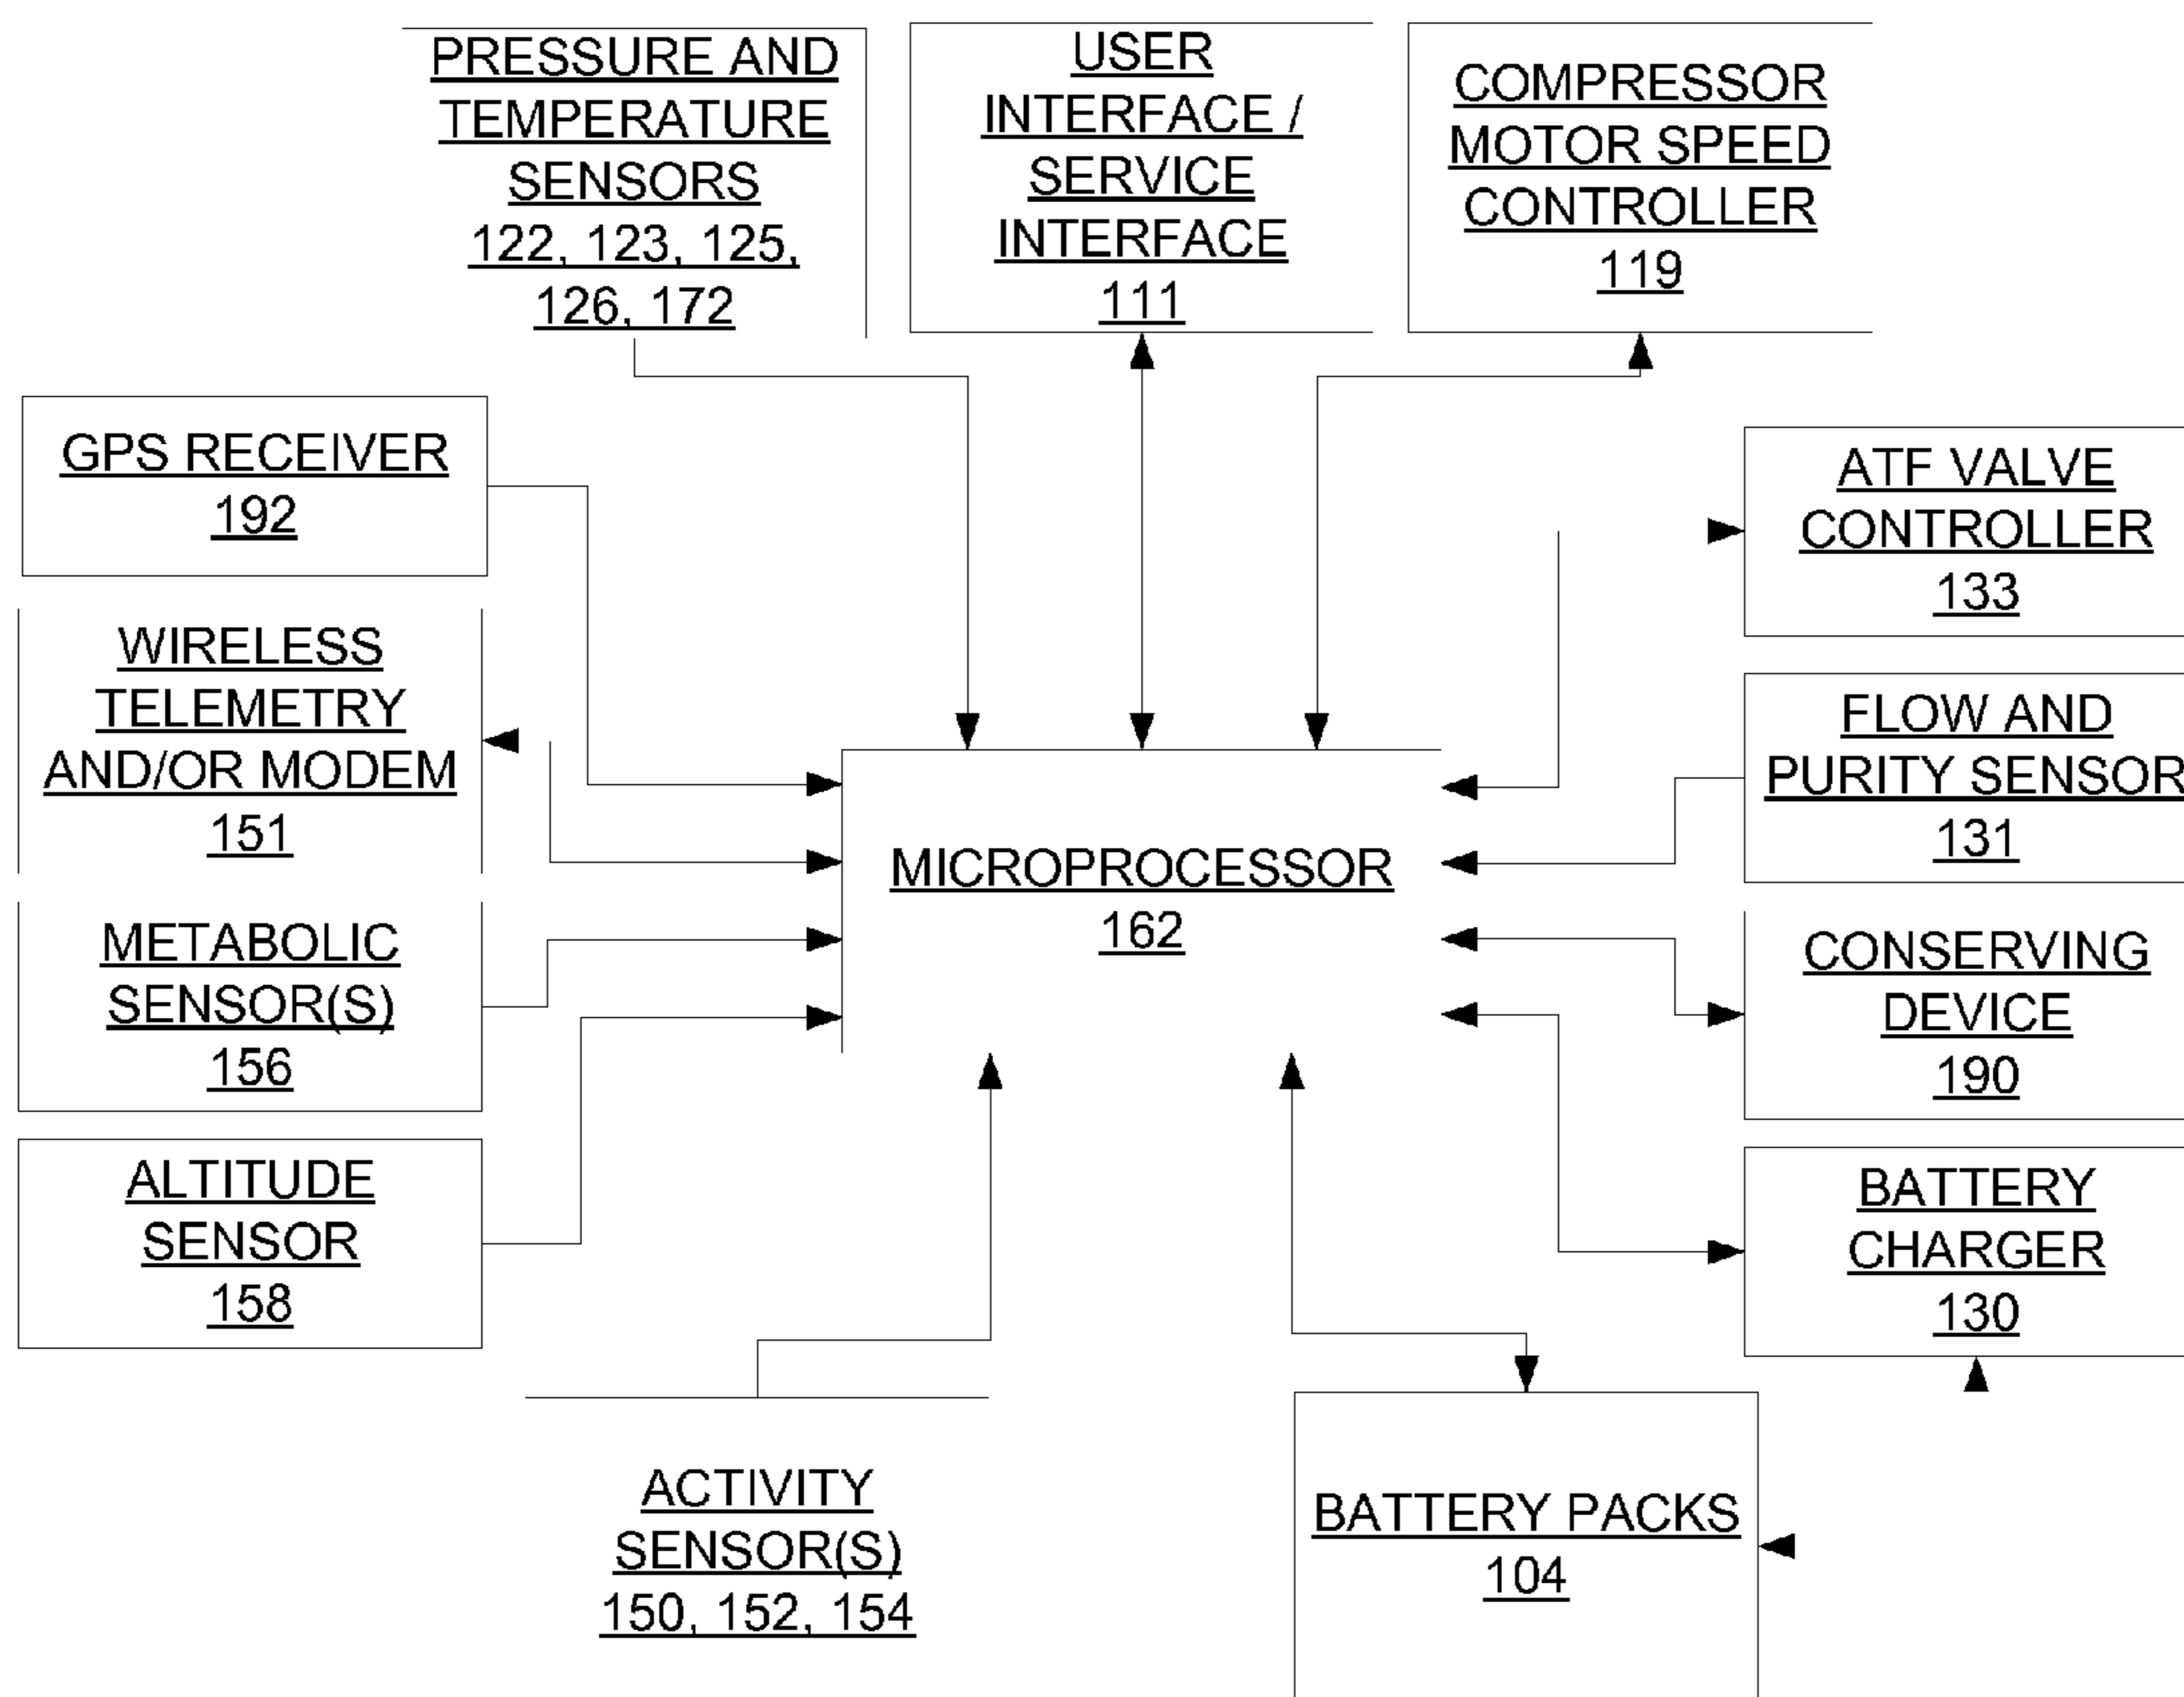 PRESSURE AND
TEMPERATURE
SENSORS
122, 123, 125,
126, 172
USER
INTERFACE /
SERVICE
INTERFACE
111
COMPRESSOR
MOTOR SPEED
CONTROLLER
119
GPS RECEIVER
192
ATF VALVE
CONTROLLER
133
WIRELESS
TELEMETRY
AND/OR MODEM
151
FLOW AND
PURITY SENSOR
131
MICROPROCESSOR
162
METABOLIC
SENSOR(S)
156
CONSERVING
DEVICE
190
ALTITUDE
SENSOR
158
BATTERY
CHARGER
130
ACTIVITY
SENSOR(S)
150, 152, 154
BATTERY PACKS
104